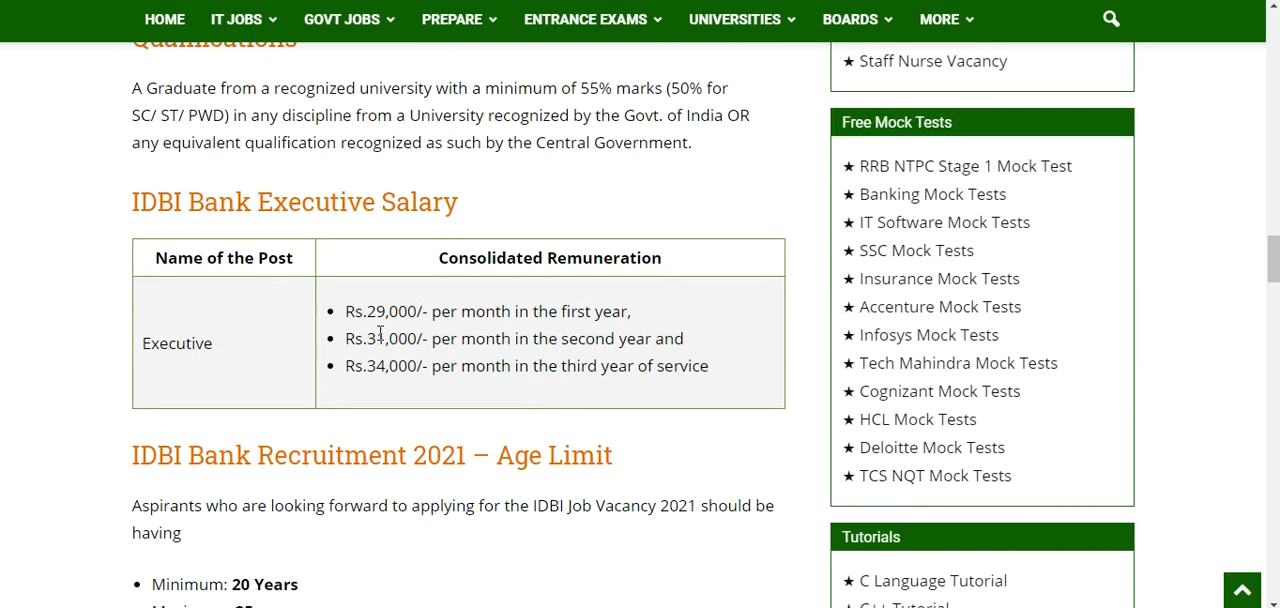 HOME IT JOBS GOVT JOBS PREPARE ENTRANCE EXAMS UNIVERSITIES BOARDS MORE
Qualifications
A Graduate from a recognized university with a minimum of 55% marks (50% for
SC/ ST/ PWD) in any discipline from a University recognized by the Govt. of India OR
any equivalent qualification recognized as such by the Central Government.
IDBI Bank Executive Salary
Name of the Post Consolidated Remuneration
Executive
Rs.29,000/- per month in the first year,
Rs.31,000/- per month in the second year and
Rs.34,000/- per month in the third year of service
IDBI Bank Recruitment 2021 – Age Limit
Aspirants who are looking forward to applying for the IDBI Job Vacancy 2021 should be
having
Minimum: 20 Years
★ Staff Nurse Vacancy
Free Mock Tests
★ RRB NTPC Stage 1 Mock Test
★ Banking Mock Tests
★ IT Software Mock Tests
★ SSC Mock Tests
★ Insurance Mock Tests
★ Accenture Mock Tests
★ Infosys Mock Tests
★ Tech Mahindra Mock Tests
★ Cognizant Mock Tests
★ HCL Mock Tests
★ Deloitte Mock Tests
★ TCS NQT Mock Tests
Tutorials
★ C Language Tutorial
★ C++ Tutorial